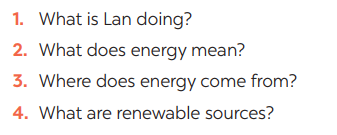 1. What is Lan doing?
2. What does energy mean?
3. Where does energy come from?
4. What are renewable sources?